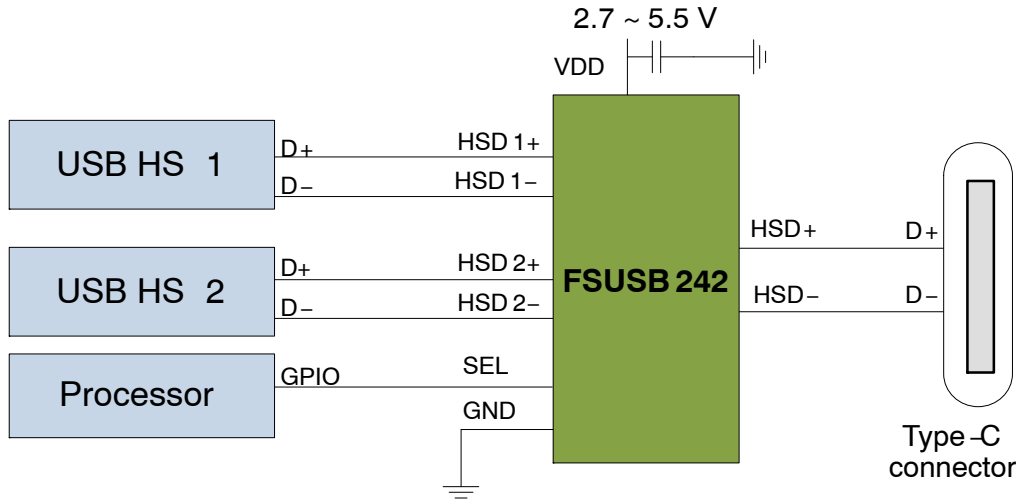 2.7 ~ 5.5 V
VDD
USB HS 1
D+
HSD 1+
D−
HSD 1−
USB HS 2
D+
HSD 2+
D−
HSD 2−
FSUSB 242
HSD+
D+
HSD−
D−
Processor
GPIO
SEL
GND
Type–C
connector